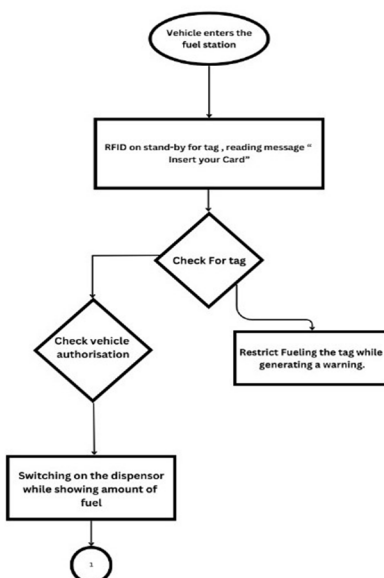 Vehicle enters the
fuel station
RFID on stand-by for tag , reading message "
Insert your Card"
Check For tag
Check vehicle
authorisation
Restrict Fueling the tag while
generating a warning.
Switching on the dispensor
while showing amount of
fuel
1